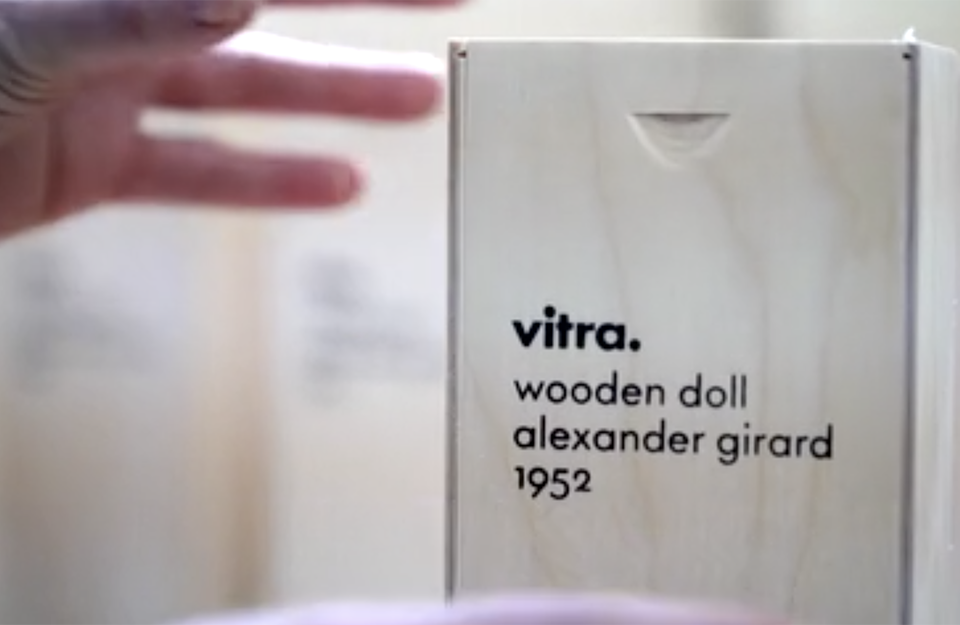 vitra.
wooden doll
alexander girard
1952